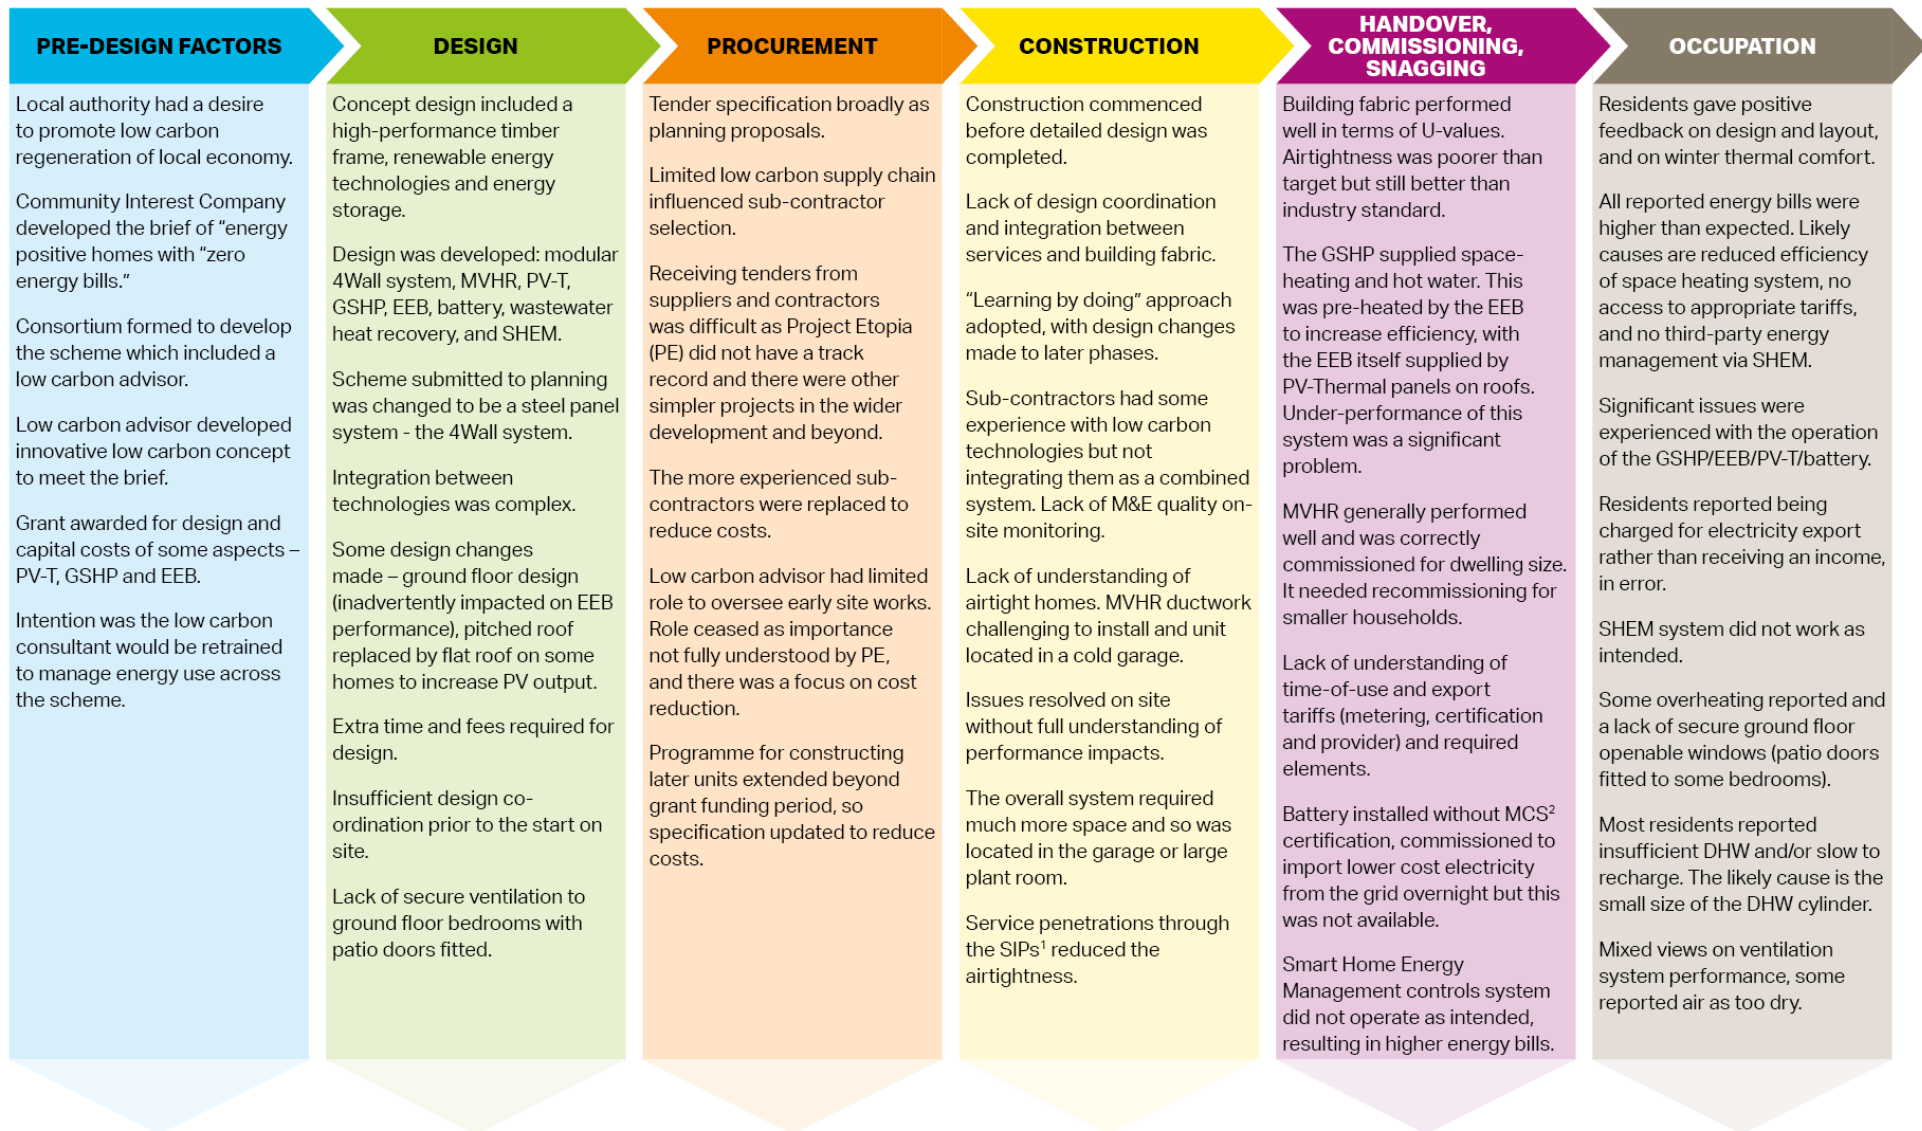 PRE-DESIGN FACTORS
Local authority had a desire
to promote low carbon
regeneration of local economy.
Community Interest Company
developed the brief of “energy
positive homes with “zero
energy bills.”
Consortium formed to develop
the scheme which included a
low carbon advisor.
Low carbon advisor developed
innovative low carbon concept
to meet the brief.
Grant awarded for design and
capital costs of some aspects –
PV-T, GSHP and EEB.
Intention was the low carbon
consultant would be retrained
to manage energy use across
the scheme.
DESIGN
Concept design included a
high-performance timber
frame, renewable energy
technologies and energy
storage.
Design was developed: modular
4Wall system, MVHR, PV-T,
GSHP, EEB, battery, wastewater
heat recovery, and SHEM.
Scheme submitted to planning
was changed to be a steel panel
system - the 4Wall system.
Integration between
technologies was complex.
Some design changes
made – ground floor design
(inadvertently impacted on EEB
performance), pitched roof
replaced by flat roof on some
homes to increase PV output.
Extra time and fees required for
design.
Insufficient design co-
ordination prior to the start on
site.
Lack of secure ventilation to
ground floor bedrooms with
patio doors fitted.
PROCUREMENT
Tender specification broadly as
planning proposals.
Limited low carbon supply chain
influenced sub-contractor
selection.
Receiving tenders from
suppliers and contractors
was difficult as Project Etopia
(PE) did not have a track
record and there were other
simpler projects in the wider
development and beyond.
The more experienced sub-
contractors were replaced to
reduce costs.
Low carbon advisor had limited
role to oversee early site works.
Role ceased as importance
not fully understood by PE,
and there was a focus on cost
reduction.
Programme for constructing
later units extended beyond
grant funding period, so
specification updated to reduce
costs.
CONSTRUCTION
Construction commenced
before detailed design was
completed.
Lack of design coordination
and integration between
services and building fabric.
“Learning by doing” approach
adopted, with design changes
made to later phases.
Sub-contractors had some
experience with low carbon
technologies but not
integrating them as a combined
system. Lack of M&E quality on-
site monitoring.
Lack of understanding of
airtight homes. MVHR ductwork
challenging to install and unit
located in a cold garage.
Issues resolved on site
without full understanding of
performance impacts.
The overall system required
much more space and so was
located in the garage or large
plant room.
Service penetrations through
the SIPs¹ reduced the
airtightness.
HANDOVER,
COMMISSIONING,
SNAGGING
Building fabric performed
well in terms of U-values.
Airtightness was poorer than
target but still better than
industry standard.
The GSHP supplied space-
heating and hot water. This
was pre-heated by the EEB
to increase efficiency, with
the EEB itself supplied by
PV-Thermal panels on roofs.
Under-performance of this
system was a significant
problem.
MVHR generally performed
well and was correctly
commissioned for dwelling size.
It needed recommissioning for
smaller households.
Lack of understanding of
time-of-use and export
tariffs (metering, certification
and provider) and required
elements.
Battery installed without MCS²
certification, commissioned to
import lower cost electricity
from the grid overnight but this
was not available.
Smart Home Energy
Management controls system
did not operate as intended,
resulting in higher energy bills.
OCCUPATION
Residents gave positive
feedback on design and layout,
and on winter thermal comfort.
All reported energy bills were
higher than expected. Likely
causes are reduced efficiency
of space heating system, no
access to appropriate tariffs,
and no third-party energy
management via SHEM.
Significant issues were
experienced with the operation
of the GSHP/EEB/PV-T/battery.
Residents reported being
charged for electricity export
rather than receiving an income,
in error.
SHEM system did not work as
intended.
Some overheating reported and
a lack of secure ground floor
openable windows (patio doors
fitted to some bedrooms).
Most residents reported
insufficient DHW and/or slow to
recharge. The likely cause is the
small size of the DHW cylinder.
Mixed views on ventilation
system performance, some
reported air as too dry.